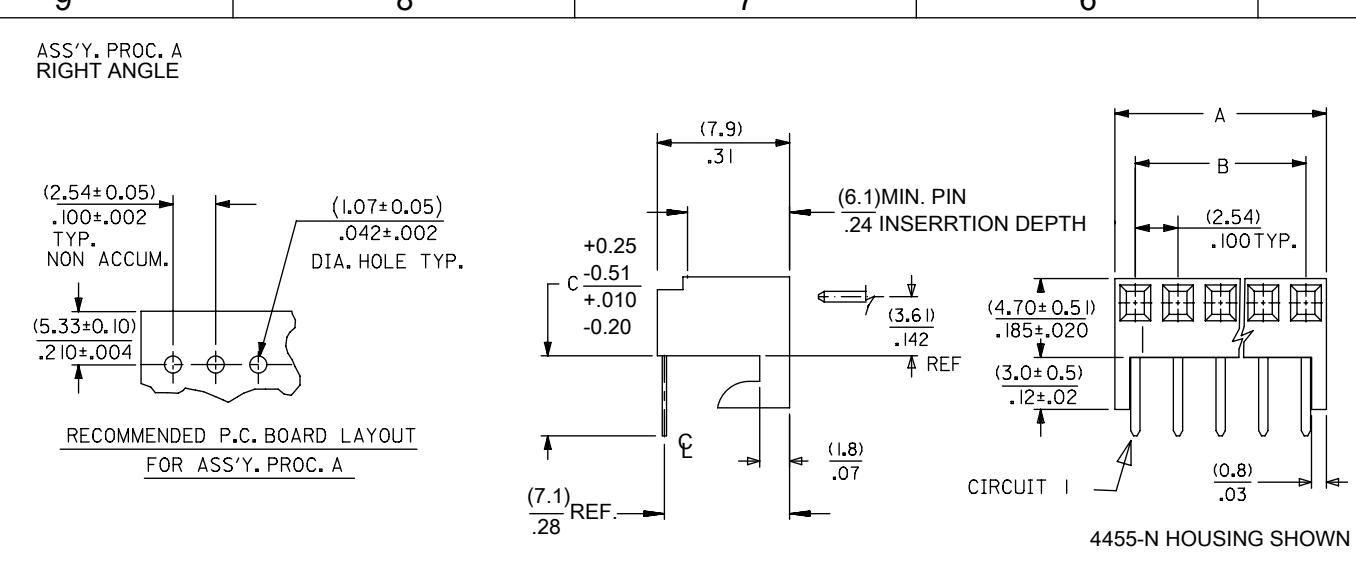 9 8 7 6
ASS'Y. PROC. A
RIGHT ANGLE
(2.54±0.05)
.100±.002
TYP.
NON ACCUM.
(1.07±0.05)
.042±.002
DIA. HOLE TYP.
(5.33±0.10)
.210±.004
RECOMMENDED P.C. BOARD LAYOUT
FOR ASS'Y. PROC. A
(7.9)
.31
(6.1)MIN. PIN
.24 INSERRTION DEPTH
+0.25
C -0.51
+.010
-0.20
(3.61)
.142
REF
CL
(1.8)
.07
(7.1)
.28
REF.
A
B
(2.54)
.100 TYP.
(4.70±0.51)
.185±.020
(3.0±0.5)
.12±.02
CIRCUIT 1
(0.8)
.03
4455-N HOUSING SHOWN